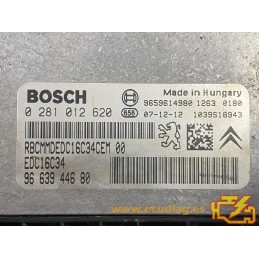 BOSCH
Made in Hungary
9659614980 1263 0180
0 281 012 620
656
07-12-12
1039S18943
RBCMMDEDC16C34CEM 00
EDC16C34
96 639 446 80
www.ecudiag.es